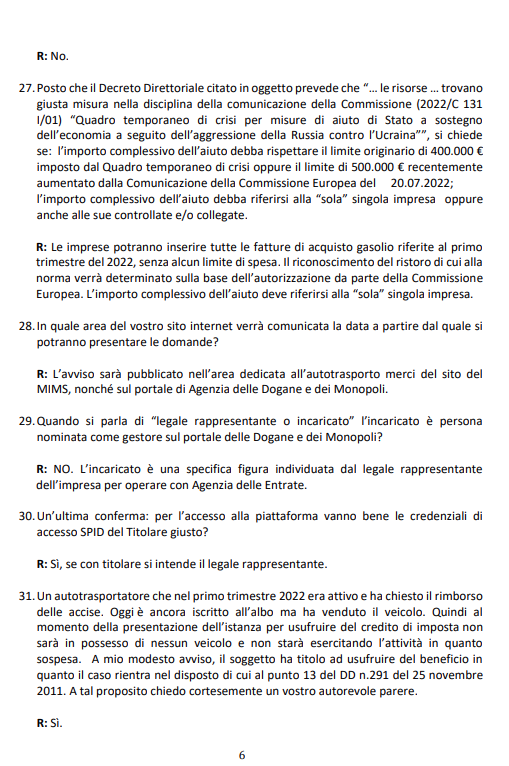 R: No.
27. Posto che il Decreto Direttoriale citato in oggetto prevede che “… le risorse … trovano
giusta misura nella disciplina della comunicazione della Commissione (2022/C 131
I/01) “Quadro temporaneo di crisi per misure di aiuto di Stato a sostegno
dell’economia a seguito dell’aggressione della Russia contro l’Ucraina””, si chiede
se: l’importo complessivo dell’aiuto debba rispettare il limite originario di 400.000 €
imposto dal Quadro temporaneo di crisi oppure il limite di 500.000 € recentemente
aumentato dalla Comunicazione della Commissione Europea del 20.07.2022;
l’importo complessivo dell’aiuto debba riferirsi alla “sola” singola impresa oppure
anche alle sue controllate e/o collegate.
R: Le imprese potranno inserire tutte le fatture di acquisto gasolio riferite al primo
trimestre del 2022, senza alcun limite di spesa. Il riconoscimento del ristoro di cui alla
norma verrà determinato sulla base dell’autorizzazione da parte della Commissione
Europea. L’importo complessivo dell’aiuto deve riferirsi alla “sola” singola impresa.
28. In quale area del vostro sito internet verrà comunicata la data a partire dal quale si
potranno presentare le domande?
R: L’avviso sarà pubblicato nell’area dedicata all’autotrasporto merci del sito del
MIMS, nonché sul portale di Agenzia delle Dogane e dei Monopoli.
29. Quando si parla di “legale rappresentante o incaricato” l’incaricato è persona
nominata come gestore sul portale delle Dogane e dei Monopoli?
R: NO. L’incaricato è una specifica figura individuata dal legale rappresentante
dell’impresa per operare con Agenzia delle Entrate.
30. Un’ultima conferma: per l’accesso alla piattaforma vanno bene le credenziali di
accesso SPID del Titolare giusto?
R: Sì, se con titolare si intende il legale rappresentante.
31. Un autotrasportatore che nel primo trimestre 2022 era attivo e ha chiesto il rimborso
delle accise. Oggi è ancora iscritto all’albo ma ha venduto il veicolo. Quindi al
momento della presentazione dell’istanza per usufruire del credito di imposta non
sarà in possesso di nessun veicolo e non starà esercitando l’attività in quanto
sospesa. A mio modesto avviso, il soggetto ha titolo ad usufruire del beneficio in
quanto il caso rientra nel disposto di cui al punto 13 del DD n.291 del 25 novembre
2011. A tal proposito chiedo cortesemente un vostro autorevole parere.
R: Sì.
6